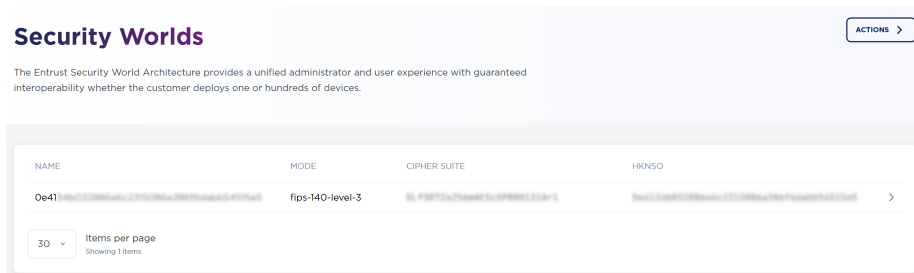 Security Worlds
ACTIONS
The Entrust Security World Architecture provides a unified administrator and user experience with guaranteed
interoperability whether the customer deploys one or hundreds of devices.
NAME MODE CIPHER SUITE HKNSO
0e41 fips-140-level-3
30 Items per page
Showing 1 items